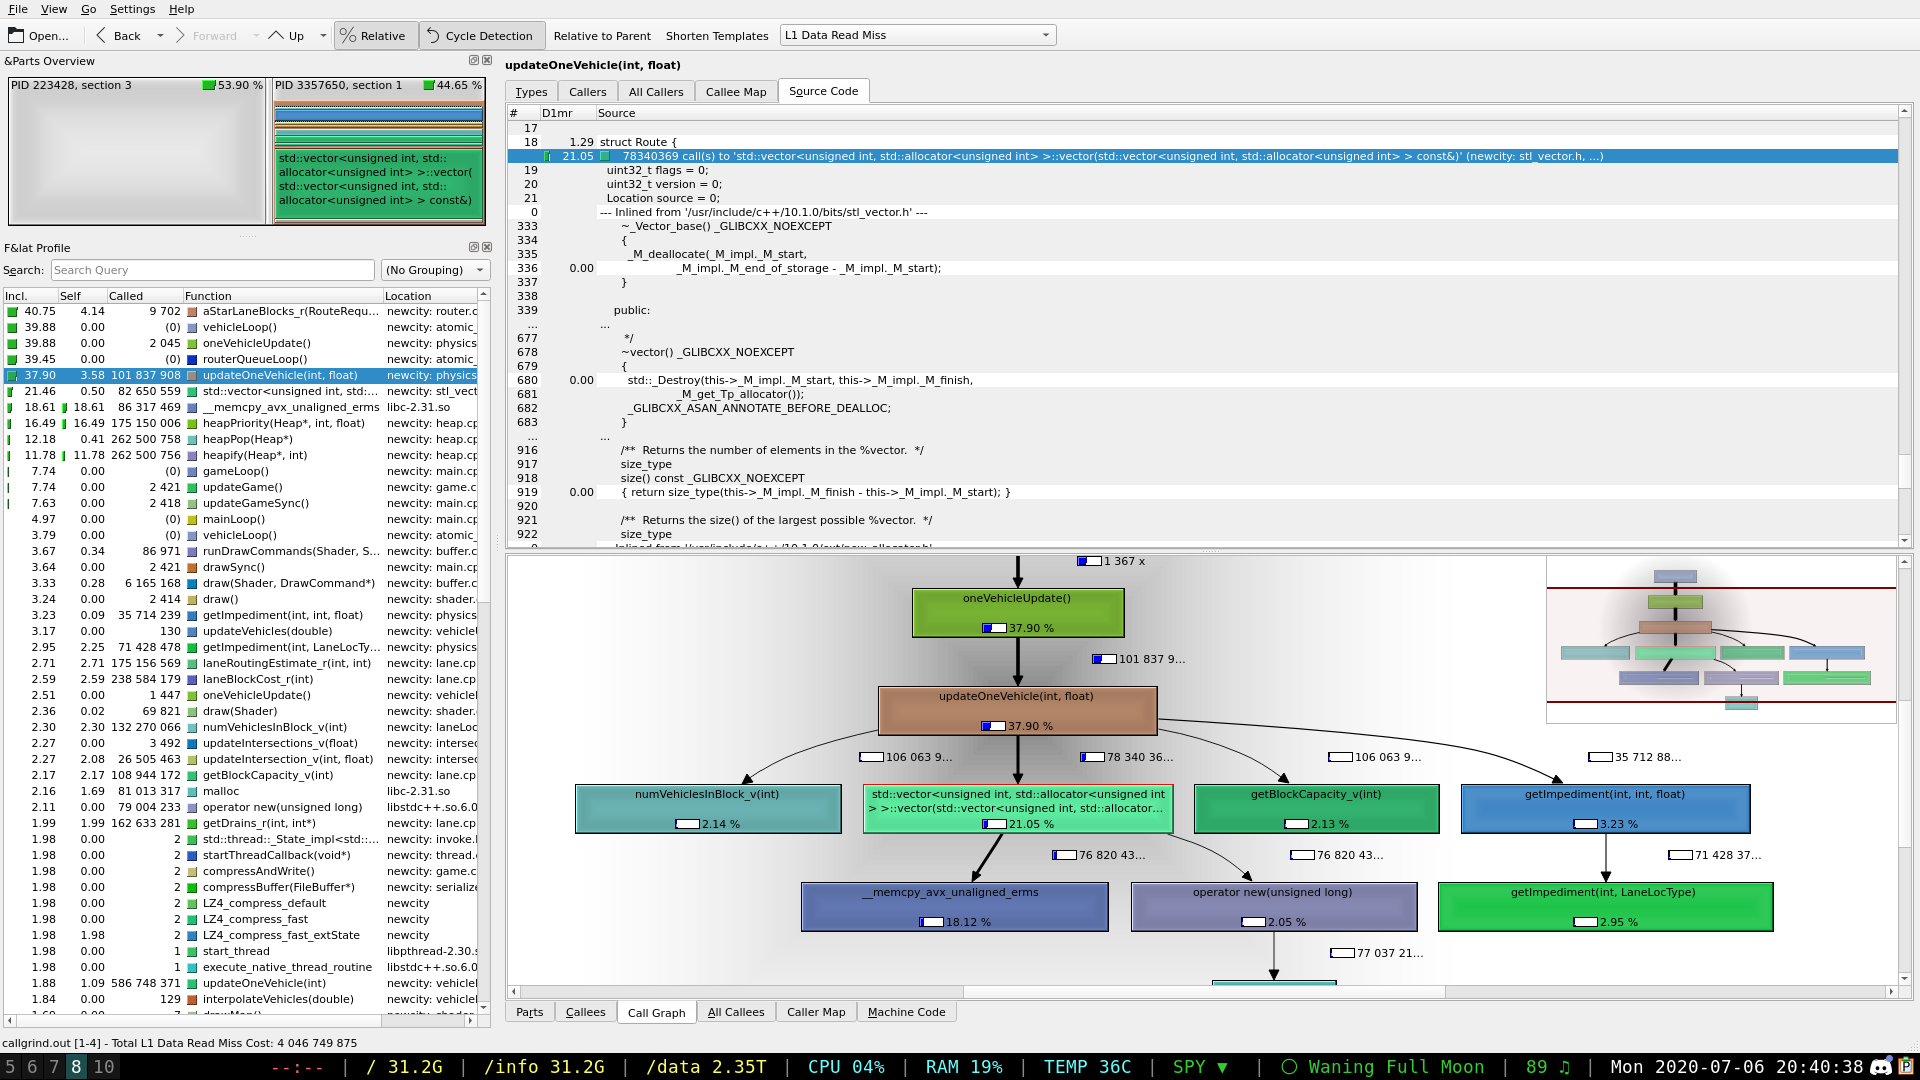 File View Go Settings Help
Open... Back Forward Up Relative Cycle Detection Relative to Parent Shorten Templates L1 Data Read Miss
&Parts Overview
PID 223428, section 3 53.90 %
PID 3357650, section 1 44.65 %
std::vector<unsigned int, std::
allocator<unsigned int> >::vector(
std::vector<unsigned int, std::
allocator<unsigned int> > const&)
F&lat Profile
Search: Search Query (No Grouping)
Incl. Self Called Function Location
40.75 4.14 9 702 aStarLaneBlocks_r(RouteRequ... newcity: router.c
39.88 0.00 (0) vehicleLoop() newcity: atomic_
39.88 0.00 2 045 oneVehicleUpdate() newcity: physics
39.45 0.00 (0) routerQueueLoop() newcity: atomic_
37.90 3.58 101 837 908 updateOneVehicle(int, float) newcity: physics
21.46 0.50 82 650 559 std::vector<unsigned int, std:... newcity: stl_vect
18.61 18.61 86 317 469 __memcpy_avx_unaligned_erms libc-2.31.so
16.49 16.49 175 150 006 heapPriority(Heap*, int, float) newcity: heap.cp
12.18 0.41 262 500 758 heapPop(Heap*) newcity: heap.cp
11.78 11.78 262 500 756 heapify(Heap*, int) newcity: heap.cp
7.74 0.00 (0) gameLoop() newcity: main.cp
7.74 0.00 2 421 updateGame() newcity: game.c
7.63 0.00 2 418 updateGameSync() newcity: main.cp
4.97 0.00 (0) mainLoop() newcity: main.cp
3.79 0.00 (0) vehicleLoop() newcity: atomic_
3.67 0.34 86 971 runDrawCommands(Shader, S... newcity: buffer.c
3.64 0.00 2 421 drawSync() newcity: main.cp
3.33 0.28 6 165 168 draw(Shader, DrawCommand*) newcity: buffer.c
3.24 0.00 2 414 draw() newcity: shader.
3.23 0.09 35 714 239 getImpediment(int, int, float) newcity: physics
3.17 0.00 130 updateVehicles(double) newcity: vehicle
2.95 2.25 71 428 478 getImpediment(int, LaneLocTy... newcity: physics
2.71 2.71 175 156 569 laneRoutingEstimate_r(int, int) newcity: lane.cp
2.59 2.59 238 584 179 laneBlockCost_r(int) newcity: lane.cp
2.51 0.00 1 447 oneVehicleUpdate() newcity: vehicle
2.36 0.02 69 821 draw(Shader) newcity: shader.
2.30 2.30 132 270 066 numVehiclesInBlock_v(int) newcity: laneLoc
2.27 0.00 3 492 updateIntersections_v(float) newcity: intersec
2.27 2.08 26 505 463 updateIntersection_v(int, float) newcity: intersec
2.17 2.17 108 944 172 getBlockCapacity_v(int) newcity: lane.cp
2.16 1.69 81 013 317 malloc libc-2.31.so
2.11 0.00 79 004 233 operator new(unsigned long) libstdc++.so.6.0
1.99 1.99 162 633 281 getDrains_r(int, int*) newcity: lane.cp
1.98 0.00 2 std::thread::_State_impl<std::... newcity: invoke.
1.98 0.00 2 startThreadCallback(void*) newcity: thread.
1.98 0.00 2 compressAndWrite() newcity: game.c
1.98 0.00 2 compressBuffer(FileBuffer*) newcity: serialize
1.98 0.00 2 LZ4_compress_default newcity
1.98 0.00 2 LZ4_compress_fast newcity
1.98 1.98 2 LZ4_compress_fast_extState newcity
1.98 0.00 1 start_thread libpthread-2.30.
1.98 0.00 1 execute_native_thread_routine libstdc++.so.6.0
1.88 1.09 586 748 371 updateOneVehicle(int) newcity: vehicle
1.84 0.00 129 interpolateVehicles(double) newcity: vehicle
callgrind.out [1-4] - Total L1 Data Read Miss Cost: 4 046 749 875
updateOneVehicle(int, float)
Types Callers All Callers Callee Map Source Code
# D1mr Source
17
18 1.29 struct Route {
21.05 78340369 call(s) to 'std::vector<unsigned int, std::allocator<unsigned int> >::vector(std::vector<unsigned int, std::allocator<unsigned int> > const&)' (newcity: stl_vector.h, ...)
19 uint32_t flags = 0;
20 uint32_t version = 0;
21 Location source = 0;
0 --- Inlined from '/usr/include/c++/10.1.0/bits/stl_vector.h' ---
333 ~_Vector_base() _GLIBCXX_NOEXCEPT
334 {
335 _M_deallocate(_M_impl._M_start,
336 0.00 _M_impl._M_end_of_storage - _M_impl._M_start);
337 }
338
339 public:
... ...
677 */
678 ~vector() _GLIBCXX_NOEXCEPT
679 {
680 0.00 std::_Destroy(this->_M_impl._M_start, this->_M_impl._M_finish,
681 _M_get_Tp_allocator());
682 _GLIBCXX_ASAN_ANNOTATE_BEFORE_DEALLOC;
683 }
... ...
916 /** Returns the number of elements in the %vector. */
917 size_type
918 size() const _GLIBCXX_NOEXCEPT
919 0.00 { return size_type(this->_M_impl._M_finish - this->_M_impl._M_start); }
920
921 /** Returns the size() of the largest possible %vector. */
922 size_type
1 367 x
oneVehicleUpdate()
37.90 %
101 837 9...
updateOneVehicle(int, float)
37.90 %
106 063 9... 78 340 36... 106 063 9... 35 712 88...
numVehiclesInBlock_v(int)
2.14 %
std::vector<unsigned int, std::allocator<unsigned int
> >::vector(std::vector<unsigned int, std::allocator...
21.05 %
getBlockCapacity_v(int)
2.13 %
getImpediment(int, int, float)
3.23 %
76 820 43... 76 820 43... 71 428 37...
__memcpy_avx_unaligned_erms
18.12 %
operator new(unsigned long)
2.05 %
getImpediment(int, LaneLocType)
2.95 %
77 037 21...
Parts Callees Call Graph All Callees Caller Map Machine Code
5 6 7 8 10 --:-- | / 31.2G | /info 31.2G | /data 2.35T | CPU 04% | RAM 19% | TEMP 36C | SPY ▼ | ◯ Waning Full Moon | 89 ♫ | Mon 2020-07-06 20:40:38